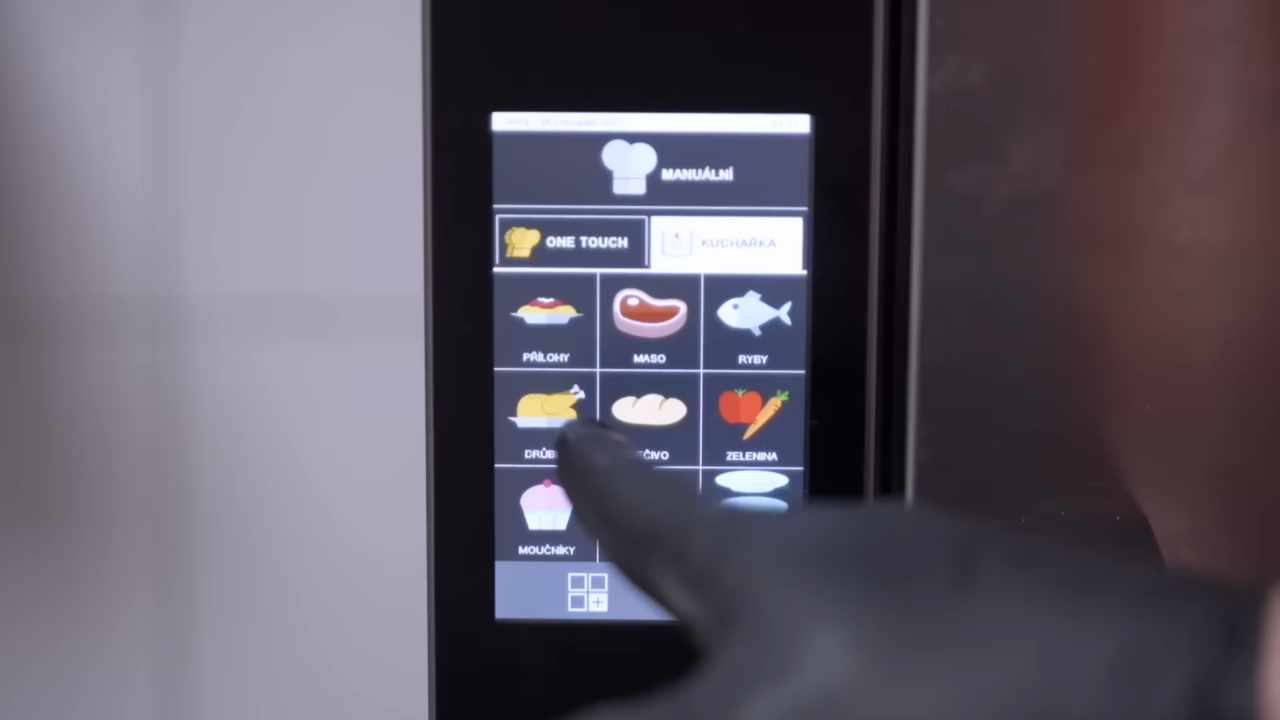 MANUÁLNÍ
ONE TOUCH
KUCHAŘKA
PŘÍLOHY
MASO
RYBY
ZELENINA
MOUČNÍKY